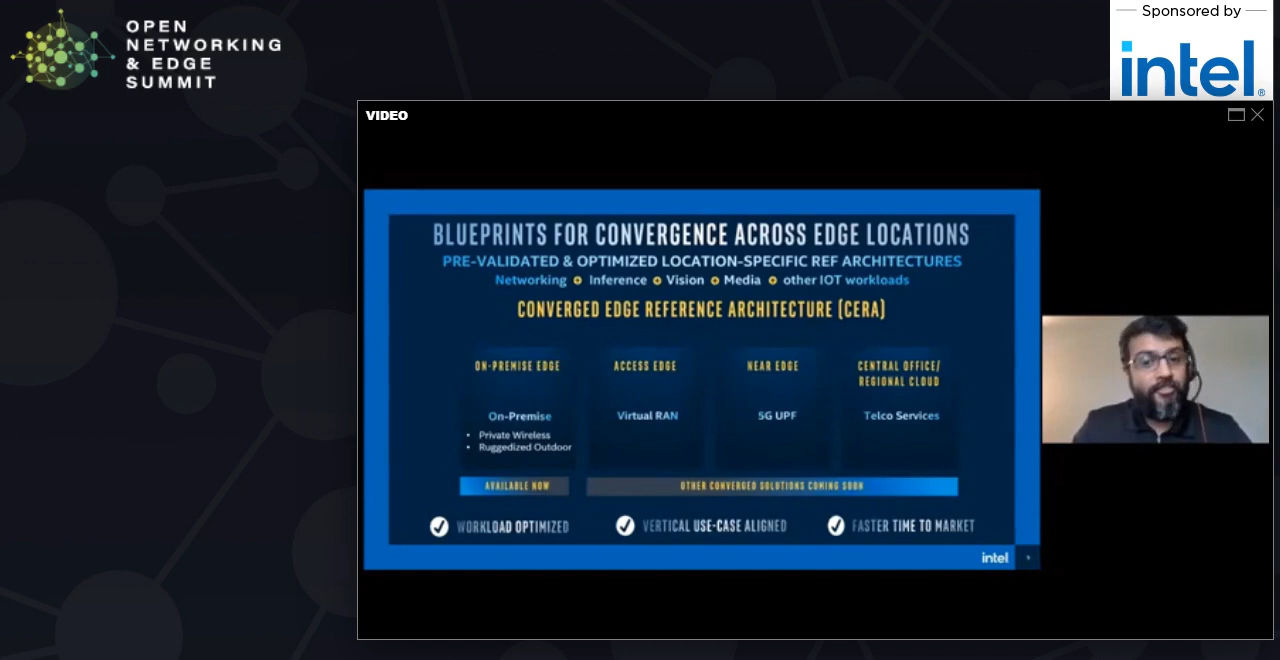 OPEN
NETWORKING
& EDGE
SUMMIT
Sponsored by
intel®
VIDEO
BLUEPRINTS FOR CONVERGENCE ACROSS EDGE LOCATIONS
PRE-VALIDATED & OPTIMIZED LOCATION-SPECIFIC REF ARCHITECTURES
Networking Inference Vision Media other IOT workloads
CONVERGED EDGE REFERENCE ARCHITECTURE (CERA)
ON-PREMISE EDGE
On-Premise
• Private Wireless
• Ruggedized Outdoor
ACCESS EDGE
Virtual RAN
NEAR EDGE
5G UPF
CENTRAL OFFICE/
REGIONAL CLOUD
Telco Services
AVAILABLE NOW
OTHER CONVERGED SOLUTIONS COMING SOON
WORKLOAD OPTIMIZED
VERTICAL USE-CASE ALIGNED
FASTER TIME TO MARKET
intel